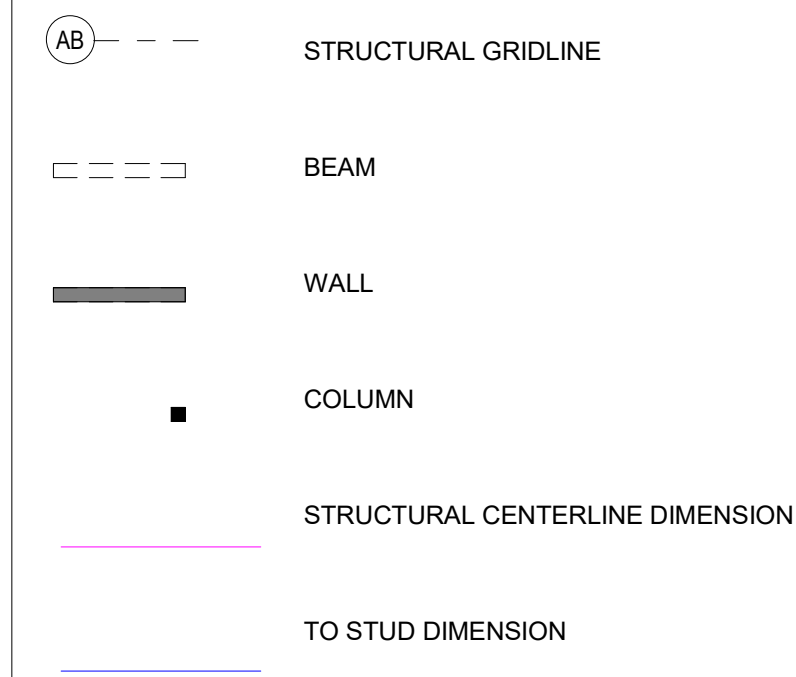 AB
STRUCTURAL GRIDLINE
BEAM
WALL
COLUMN
STRUCTURAL CENTERLINE DIMENSION
TO STUD DIMENSION